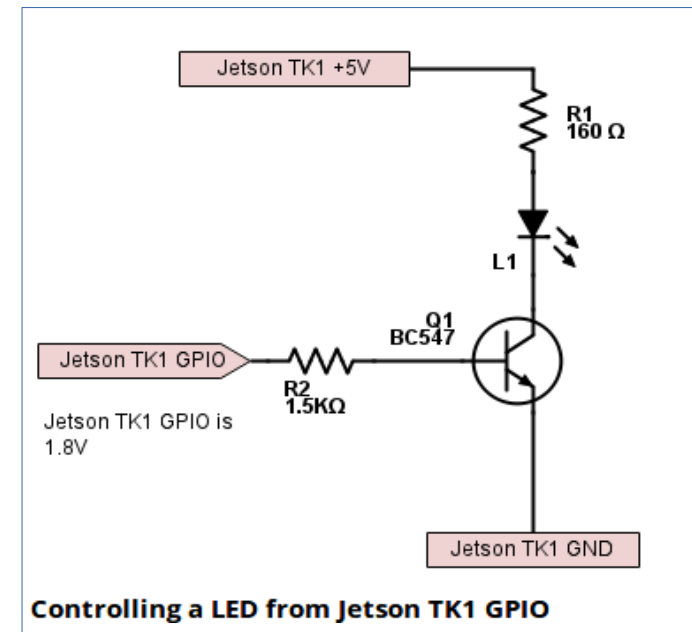 Jetson TK1 +5V
R1
160 Ω
L1
Q1
BC547
Jetson TK1 GPIO
R2
1.5KΩ
Jetson TK1 GPIO is
1.8V
Jetson TK1 GND
Controlling a LED from Jetson TK1 GPIO